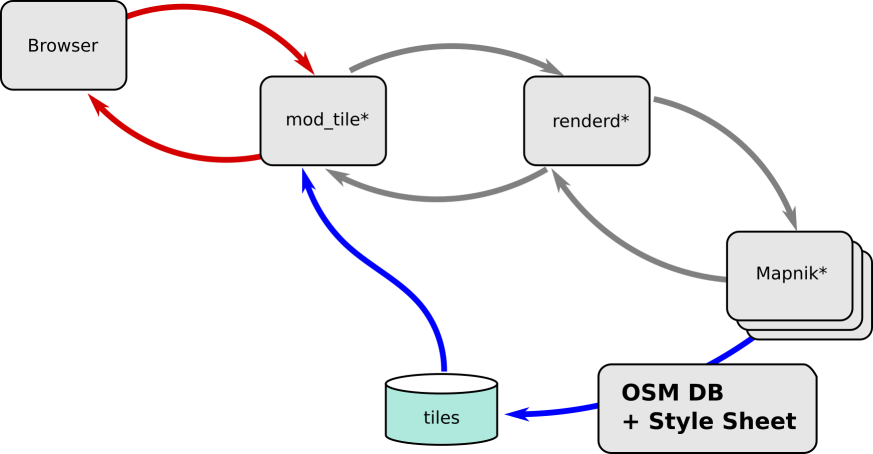 Browser
mod_tile*
renderd*
Mapnik*
OSM DB
+ Style Sheet
tiles